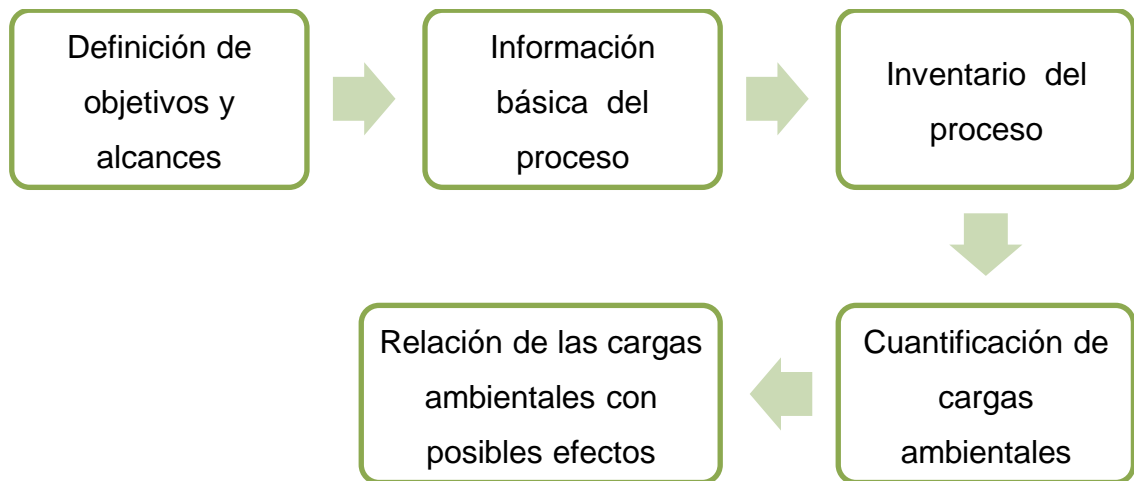 Definición de
objetivos y
alcances
Información
básica del
proceso
Inventario del
proceso
Cuantificación de
cargas
ambientales
Relación de las cargas
ambientales con
posibles efectos